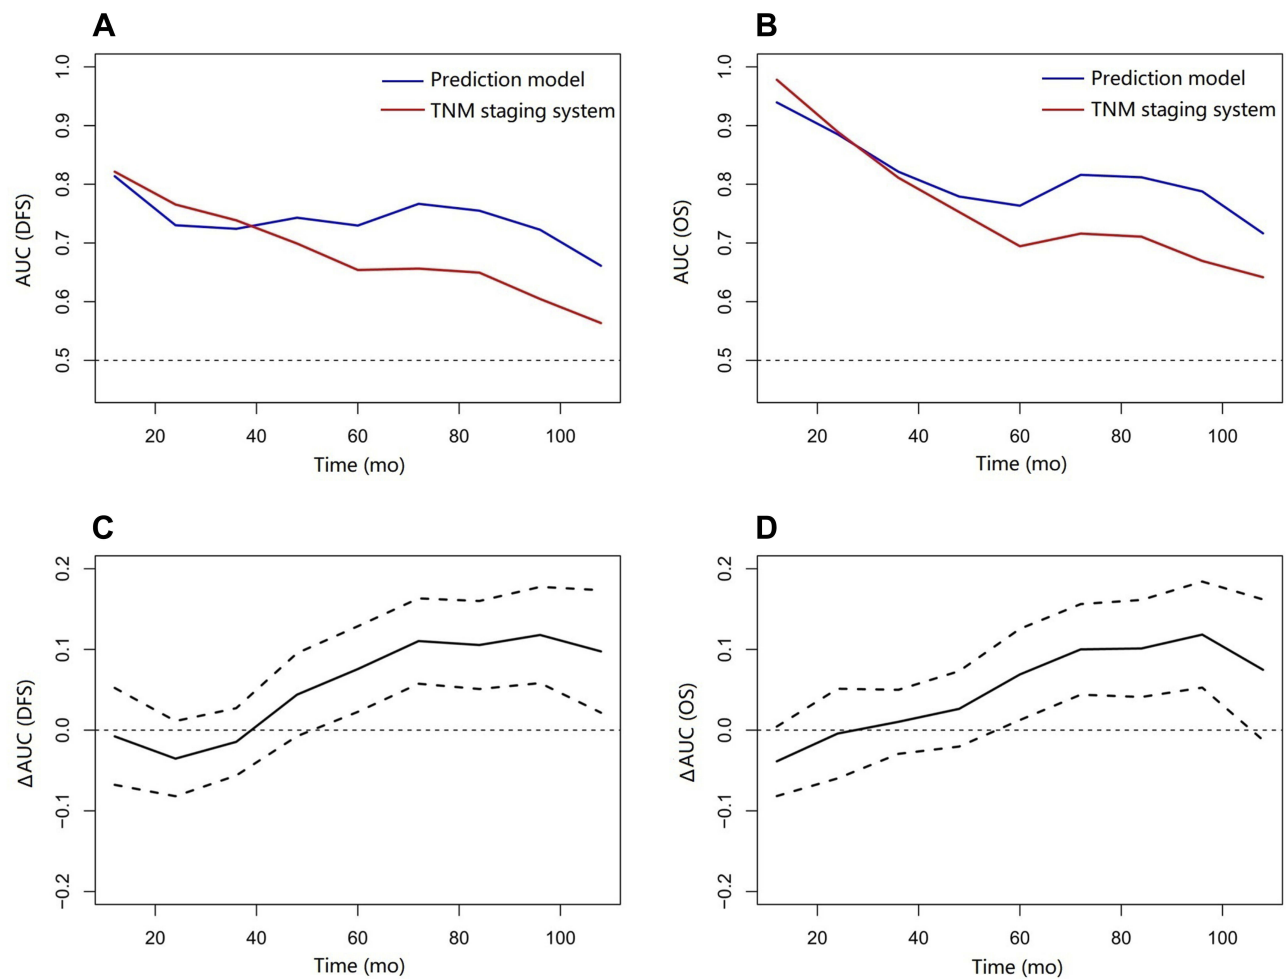 A
1.0
0.9
0.8
0.7
0.6
0.5
AUC (DFS)
Prediction model
TNM staging system
20 40 60 80 100
Time (mo)
B
1.0
0.9
0.8
0.7
0.6
0.5
AUC (OS)
Prediction model
TNM staging system
20 40 60 80 100
Time (mo)
C
0.2
0.1
0.0
−0.1
−0.2
ΔAUC (DFS)
20 40 60 80 100
Time (mo)
D
0.2
0.1
0.0
−0.1
−0.2
ΔAUC (OS)
20 40 60 80 100
Time (mo)